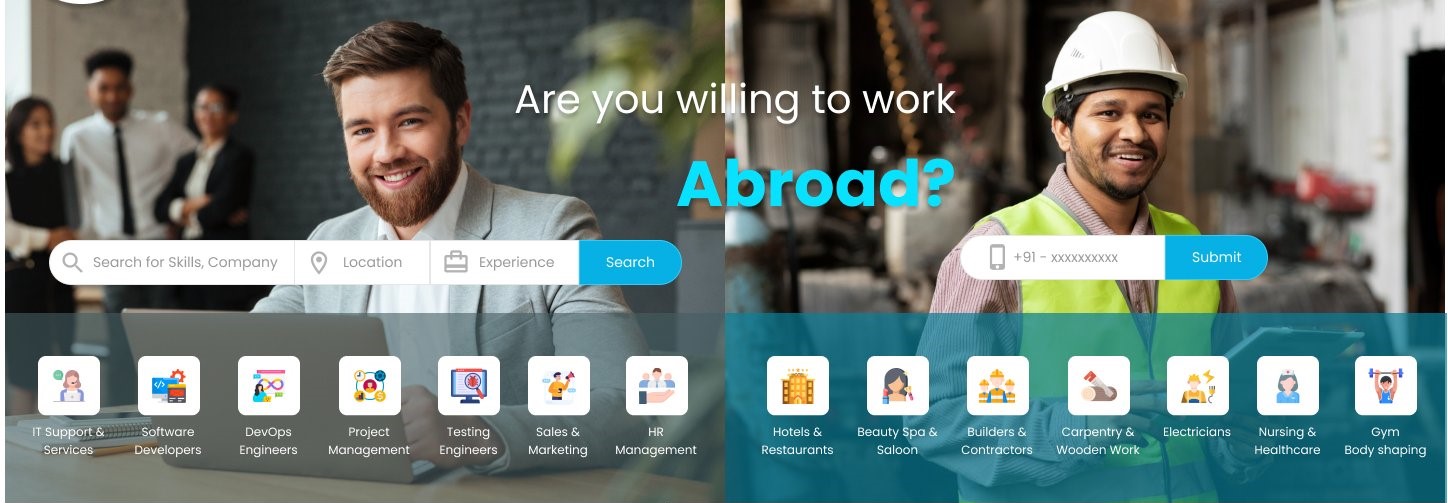 Are you willing to work
Abroad?
Search for Skills, Company
Location
Experience
Search
+91 - xxxxxxxxxx
Submit
IT Support &
Services
Software
Developers
DevOps
Engineers
Project
Management
Testing
Engineers
Sales &
Marketing
HR
Management
Hotels &
Restaurants
Beauty Spa &
Saloon
Builders &
Contractors
Carpentry &
Wooden Work
Electricians
Nursing &
Healthcare
Gym
Body shaping